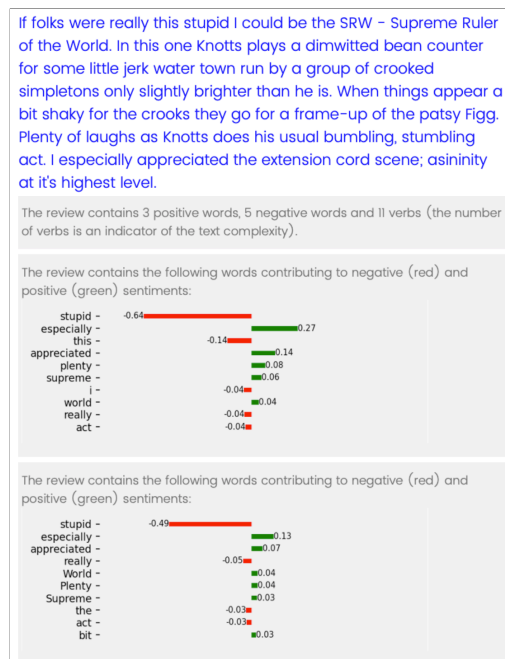 If folks were really this stupid I could be the SRW - Supreme Ruler
of the World. In this one Knotts plays a dimwitted bean counter
for some little jerk water town run by a group of crooked
simpletons only slightly brighter than he is. When things appear a
bit shaky for the crooks they go for a frame-up of the patsy Figg.
Plenty of laughs as Knotts does his usual bumbling, stumbling
act. I especially appreciated the extension cord scene; asininity
at it's highest level.
The review contains 3 positive words, 5 negative words and 11 verbs (the number
of verbs is an indicator of the text complexity).
The review contains the following words contributing to negative (red) and
positive (green) sentiments:
stupid - -0.64
especially - 0.27
this - -0.14
appreciated - 0.14
plenty - 0.08
supreme - 0.06
i - -0.04
world - 0.04
really - -0.04
act - -0.04
The review contains the following words contributing to negative (red) and
positive (green) sentiments:
stupid - -0.49
especially - 0.13
appreciated - 0.07
really - -0.05
World - 0.04
Plenty - 0.04
Supreme - 0.03
the - -0.03
act - -0.03
bit - 0.03